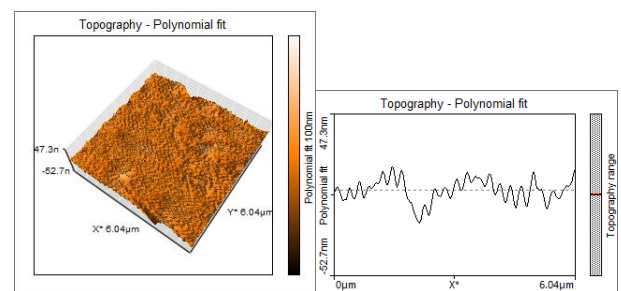 Topography - Polynomial fit
47.3n
-52.7n
X* 6.04µm
Y* 6.04µm
Polynomial fit 100nm
Topography - Polynomial fit
Polynomial fit 47.3nm
-52.7nm
0µm
X*
6.04µm
Topography range